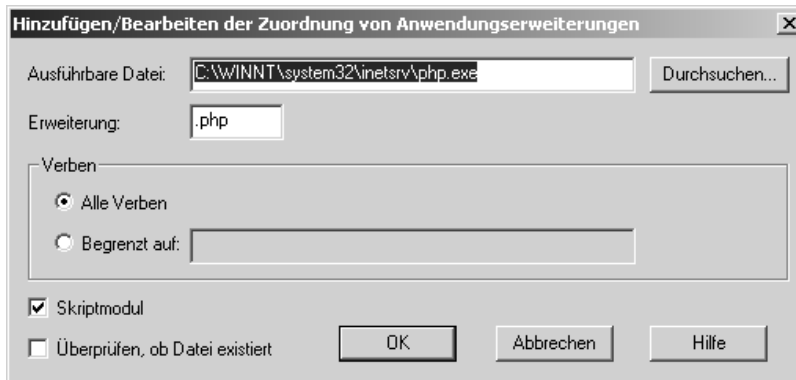 Hinzufügen/Bearbeiten der Zuordnung von Anwendungserweiterungen
Ausführbare Datei: C:\WINNT\system32\inetsrv\php.exe Durchsuchen...
Erweiterung: .php
Verben
Alle Verben
Begrenzt auf:
Skriptmodul
Überprüfen, ob Datei existiert OK Abbrechen Hilfe